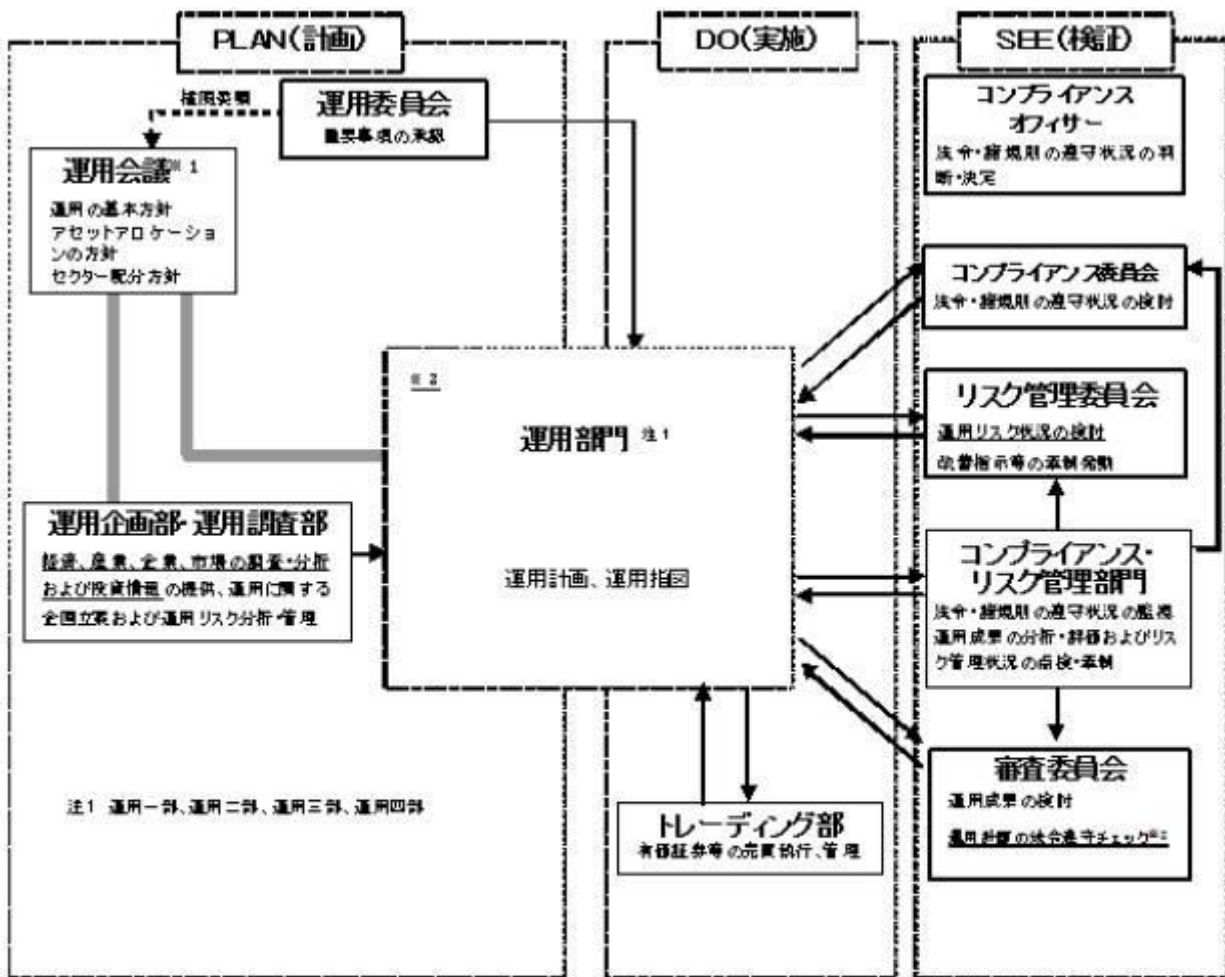 PLAN(計画)
権限委譲
運用委員会
重要事項の承認
運用会議※1
運用の基本方針
アセットアロケーショ
ンの方針
セクター配分方針
運用企画部・運用調査部
経済、産業、企業、市場の調査・分析
および投資情報の提供、運用に関する
企画立案および運用リスク分析・管理
注1 運用一部、運用二部、運用三部、運用四部
DO(実施)
※2
運用部門 注1
運用計画、運用指図
トレーディング部
有価証券等の売買執行、管理
SEE(検証)
コンプライアンス
オフィサー
法令・諸規則の遵守状況の判
断・決定
コンプライアンス委員会
法令・諸規則の遵守状況の検討
リスク管理委員会
運用リスク状況の検討
改善指示等の牽制発動
コンプライアンス・
リスク管理部門
法令・諸規則の遵守状況の監視
運用成果の分析・評価およびリス
ク管理状況の点検・牽制
審査委員会
運用成果の検討
運用計画の法令遵守チェック